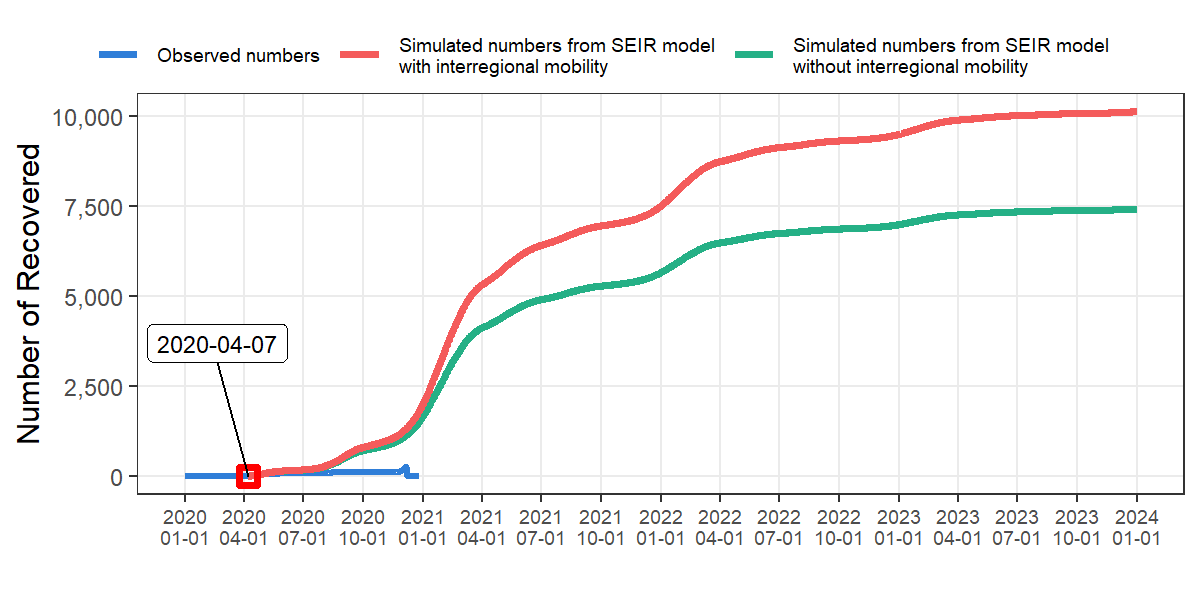 Observed numbers
Simulated numbers from SEIR model
with interregional mobility
Simulated numbers from SEIR model
without interregional mobility
Number of Recovered
10,000
7,500
5,000
2,500
0
2020-04-07
2020 2020 2020 2020 2021 2021 2021 2021 2022 2022 2022 2022 2023 2023 2023 2023 2024
01-01 04-01 07-01 10-01 01-01 04-01 07-01 10-01 01-01 04-01 07-01 10-01 01-01 04-01 07-01 10-01 01-01